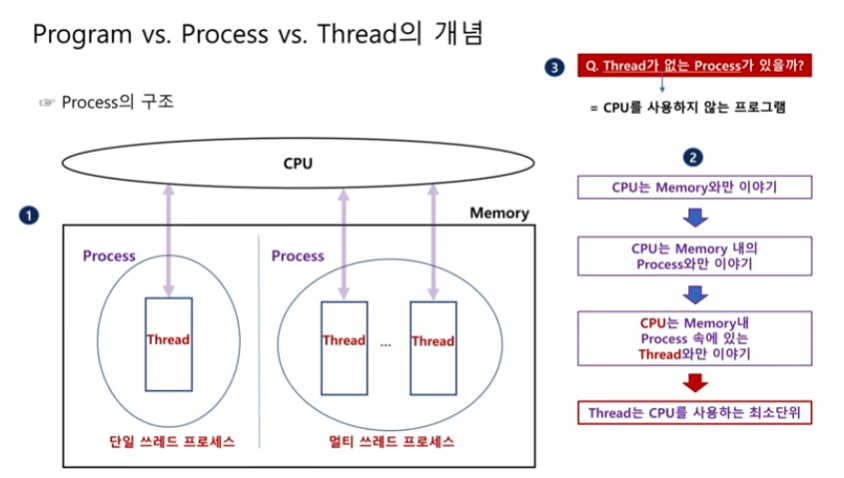 Program vs. Process vs. Thread의 개념
☞ Process의 구조
1
CPU
Memory
Process
Thread
단일 쓰레드 프로세스
Process
Thread
...
Thread
멀티 쓰레드 프로세스
2
CPU는 Memory와만 이야기
CPU는 Memory 내의
Process와만 이야기
CPU는 Memory내
Process 속에 있는
Thread와만 이야기
Thread는 CPU를 사용하는 최소단위
3
Q. Thread가 없는 Process가 있을까?
= CPU를 사용하지 않는 프로그램